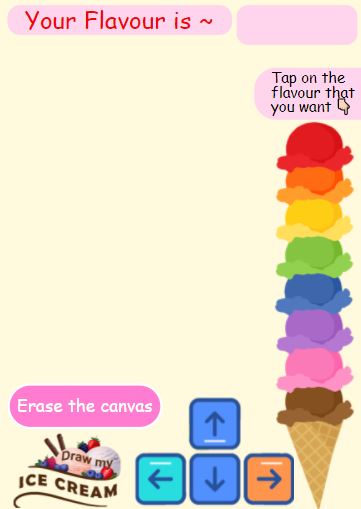 Your Flavour is ~
Tap on the
flavour that
you want 👇🏻
Erase the canvas
Draw my
ICE CREAM